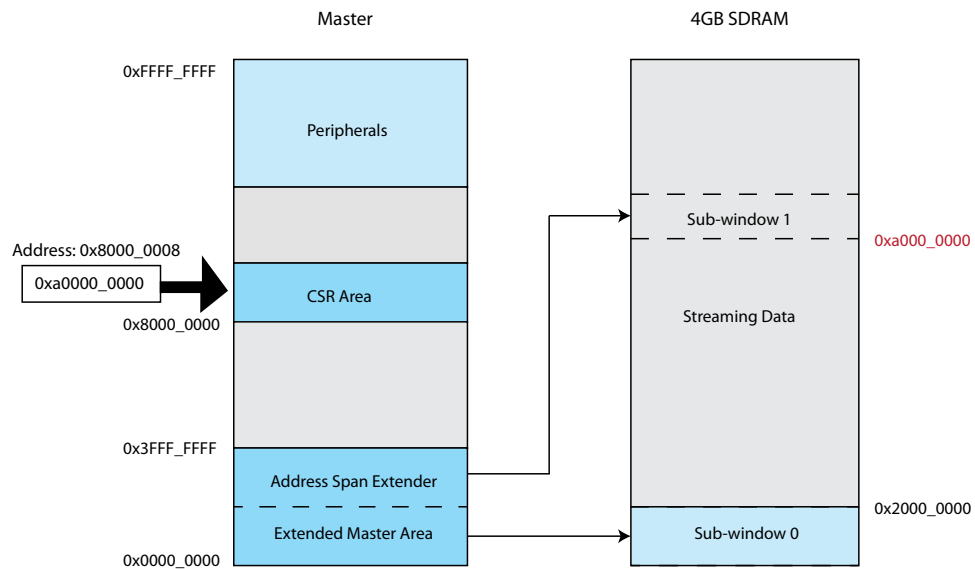 Master
4GB SDRAM
0xFFFF_FFFF
Peripherals
Sub-window 1
0xa000_0000
Address: 0x8000_0008
0xa0000_0000
CSR Area
0x8000_0000
Streaming Data
0x3FFF_FFFF
Address Span Extender
Extended Master Area
0x0000_0000
0x2000_0000
Sub-window 0